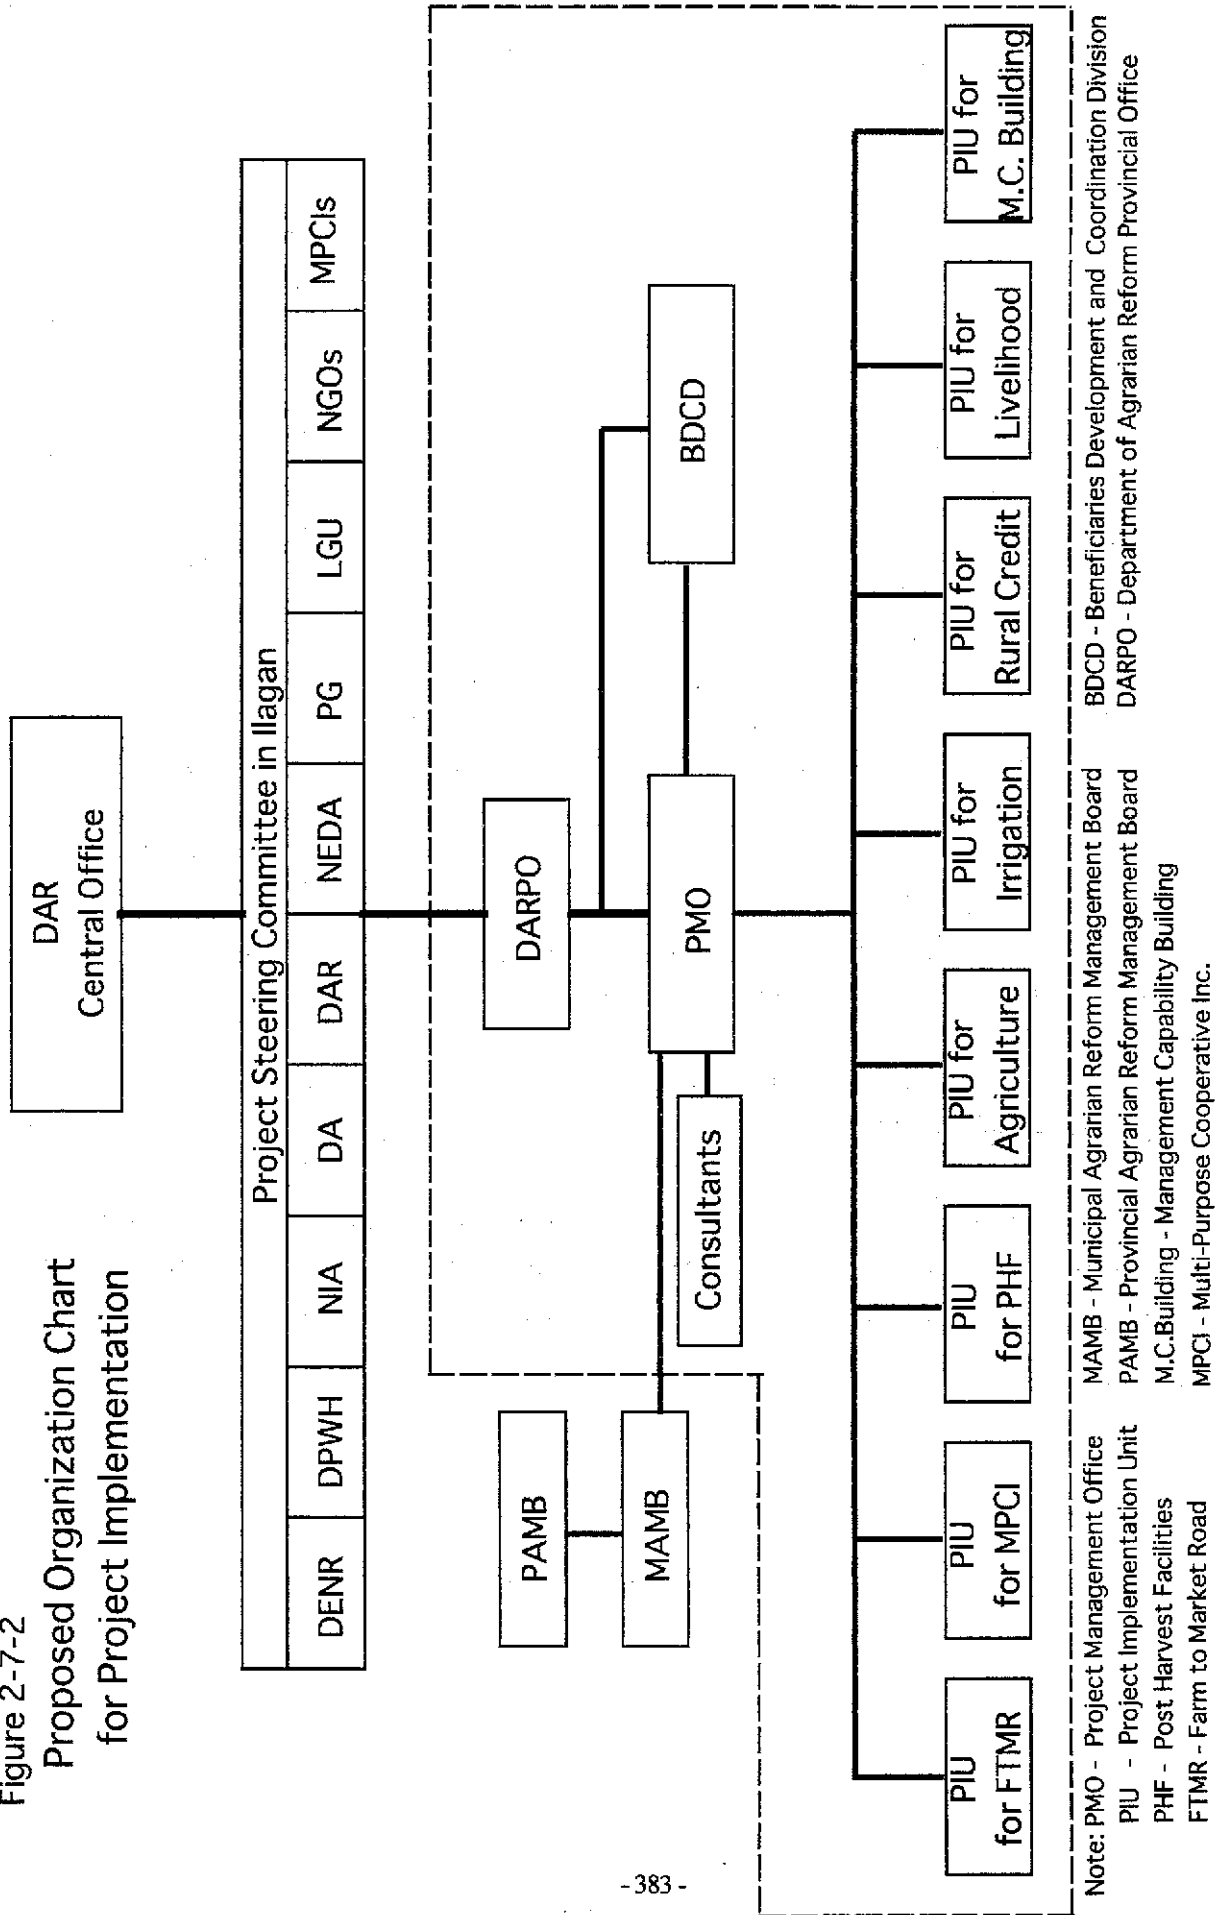 Figure 2-7-2
Proposed Organization Chart
for Project Implementation
DAR
Central Office
Project Steering Committee in Ilagan
DENR
DPWH
NIA
DA
DAR
NEDA
PG
LGU
NGOs
MPCIs
PAMB
MAMB
DARPO
Consultants
PMO
BDCD
PIU
for FTMR
PIU
for MPCI
PIU
for PHF
PIU for
Agriculture
PIU for
Irrigation
PIU for
Rural Credit
PIU for
Livelihood
PIU for
M.C. Building
Note: PMO - Project Management Office
PIU - Project Implementation Unit
PHF - Post Harvest Facilities
FTMR - Farm to Market Road
MAMB - Municipal Agrarian Reform Management Board
PAMB - Provincial Agrarian Reform Management Board
M.C.Building - Management Capability Building
MPCI - Multi-Purpose Cooperative Inc.
BDCD - Beneficiaries Development and Coordination Division
DARPO - Department of Agrarian Reform Provincial Office
- 383 -